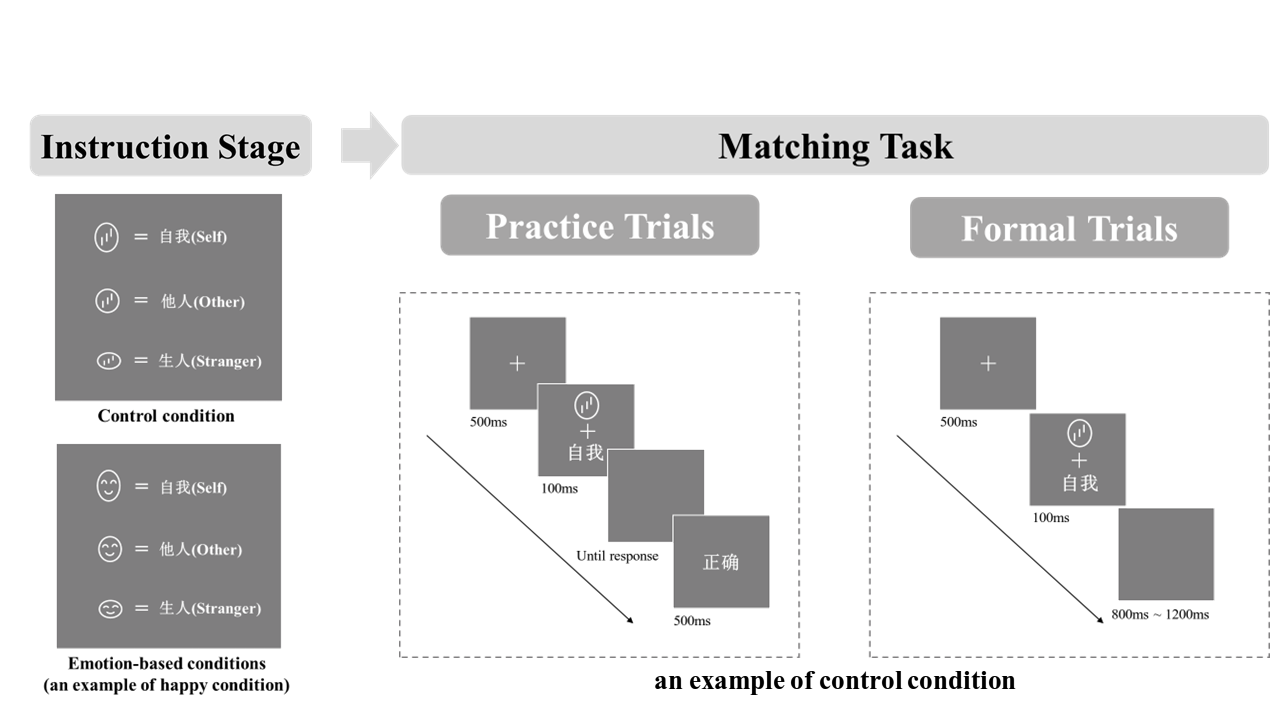 Instruction Stage
Matching Task
Practice Trials
Formal Trials
= 自我(Self)
= 他人(Other)
= 生人(Stranger)
Control condition
= 自我(Self)
= 他人(Other)
= 生人(Stranger)
Emotion-based conditions
(an example of happy condition)
+
500ms
+
自我
100ms
Until response
正确
500ms
+
500ms
+
自我
100ms
800ms ~ 1200ms
an example of control condition